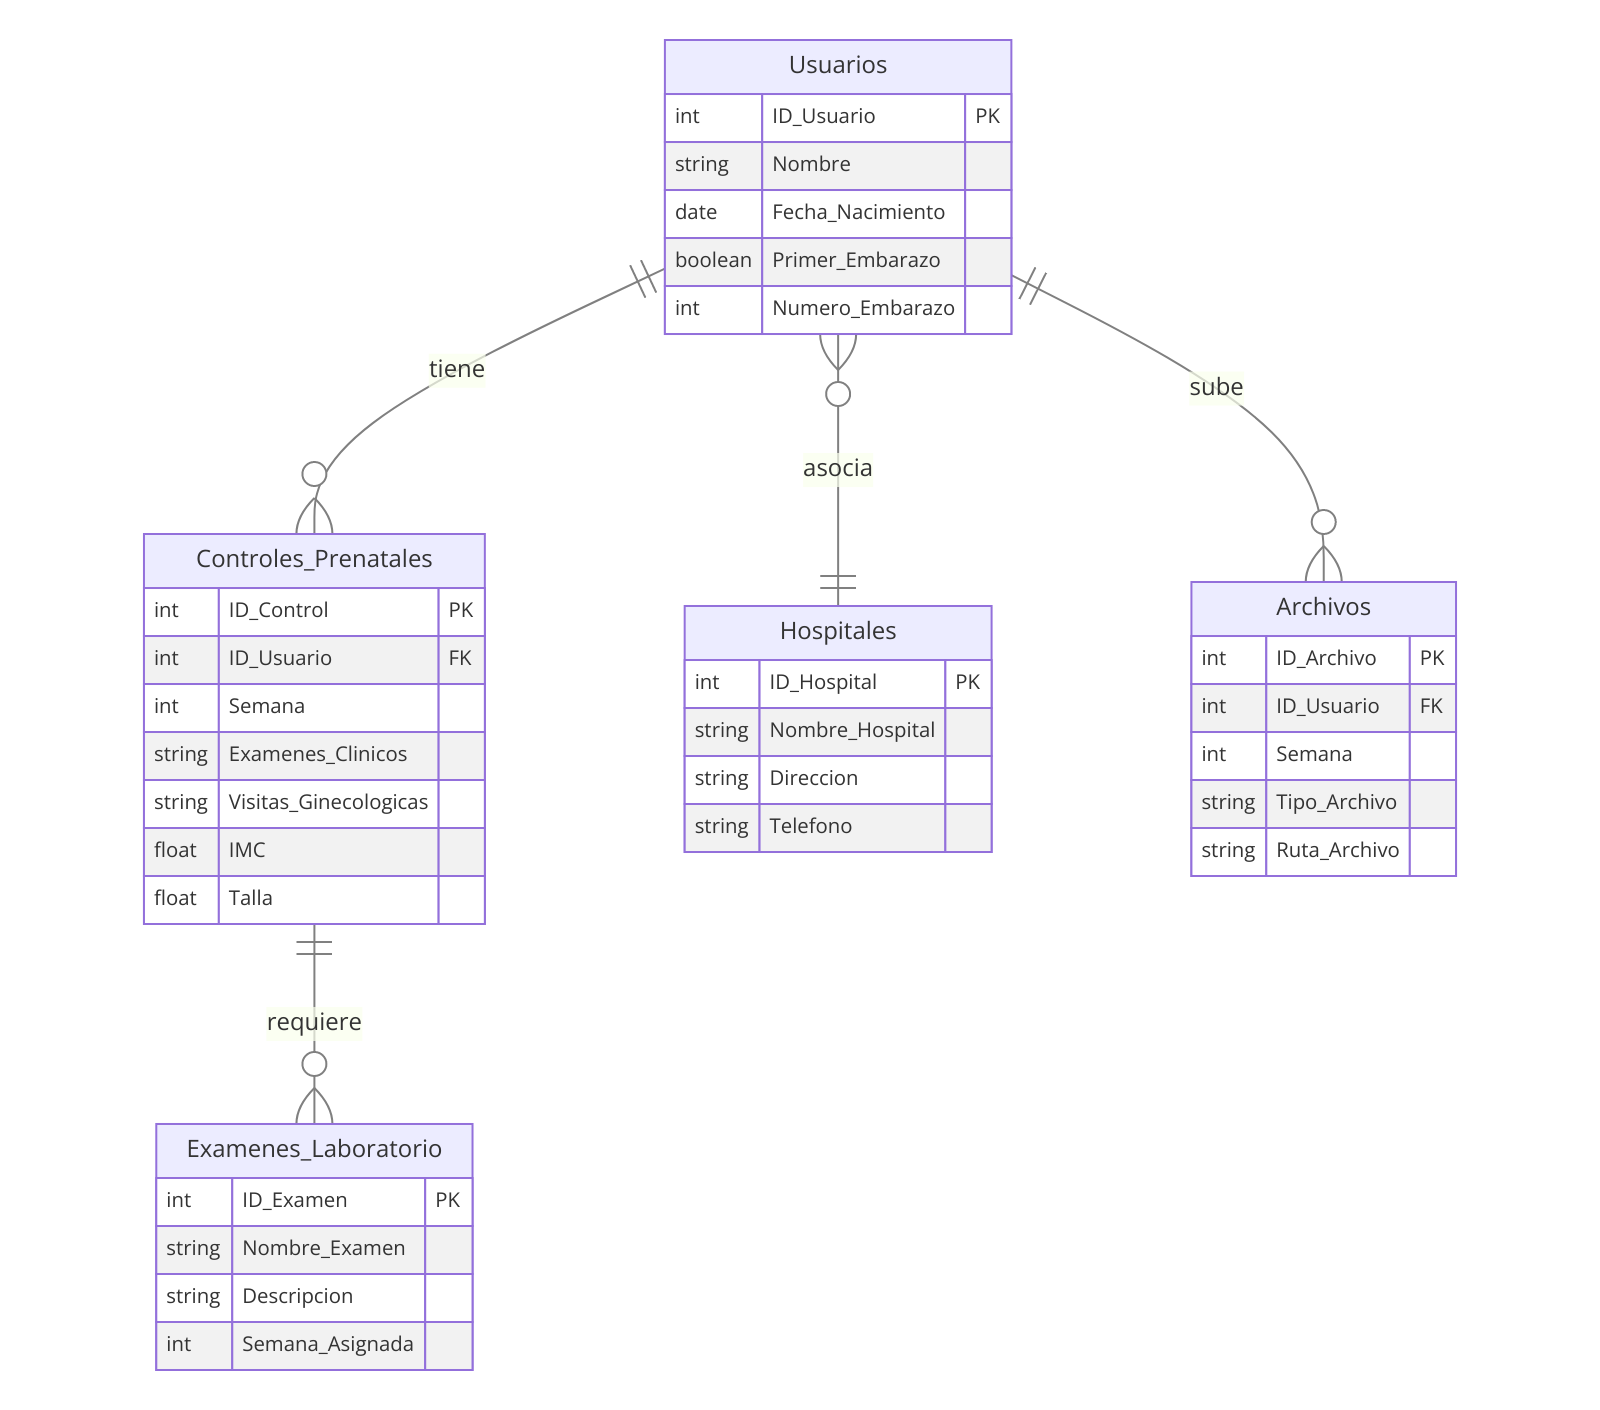 Usuarios
int ID_Usuario PK
string Nombre
date Fecha_Nacimiento
boolean Primer_Embarazo
int Numero_Embarazo
tiene
asocia
sube
Controles_Prenatales
int ID_Control PK
int ID_Usuario FK
int Semana
string Examenes_Clinicos
string Visitas_Ginecologicas
float IMC
float Talla
Hospitales
int ID_Hospital PK
string Nombre_Hospital
string Direccion
string Telefono
Archivos
int ID_Archivo PK
int ID_Usuario FK
int Semana
string Tipo_Archivo
string Ruta_Archivo
requiere
Examenes_Laboratorio
int ID_Examen PK
string Nombre_Examen
string Descripcion
int Semana_Asignada